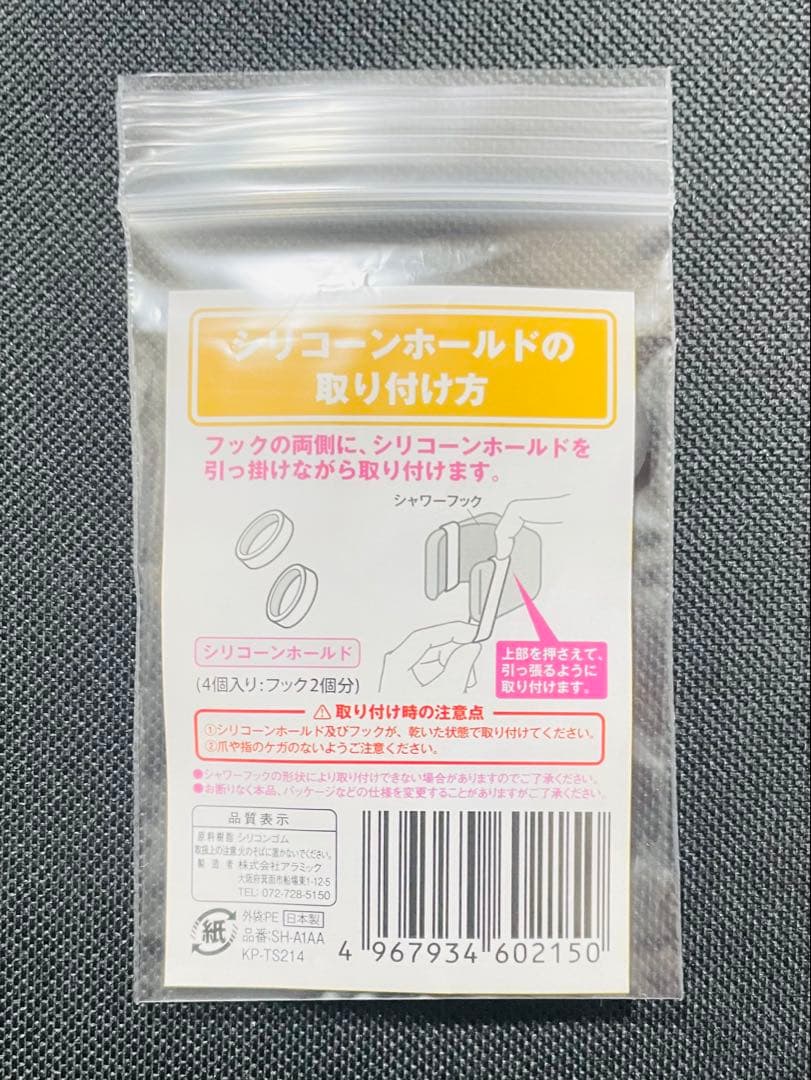 シリコーンホールドの
取り付け方
フックの両側に、シリコーンホールドを
引っ掛けながら取り付けます。
シャワーフック
シリコーンホールド
(4個入り:フック2個分)
上部を押さえて、
引っ張るように
取り付けます。
⚠取り付け時の注意点
①シリコーンホールド及びフックが、乾いた状態で取り付けてください。
②爪や指のケガのないようご注意ください。
●シャワーフックの形状により取り付けできない場合がありますのでご了承ください。
●お断りなく本品、パッケージなどの仕様を変更することがありますがご了承ください。
品質表示
原料樹脂 シリコンゴム
取扱上の注意 火のそばに置かないでください。
製造者 株式会社アラミック
大阪府箕面市船場東1-12-5
TEL: 072-728-5150
紙
外袋:PE 日本製
品番:SH-A1AA
KP-TS214
4 967934 602150